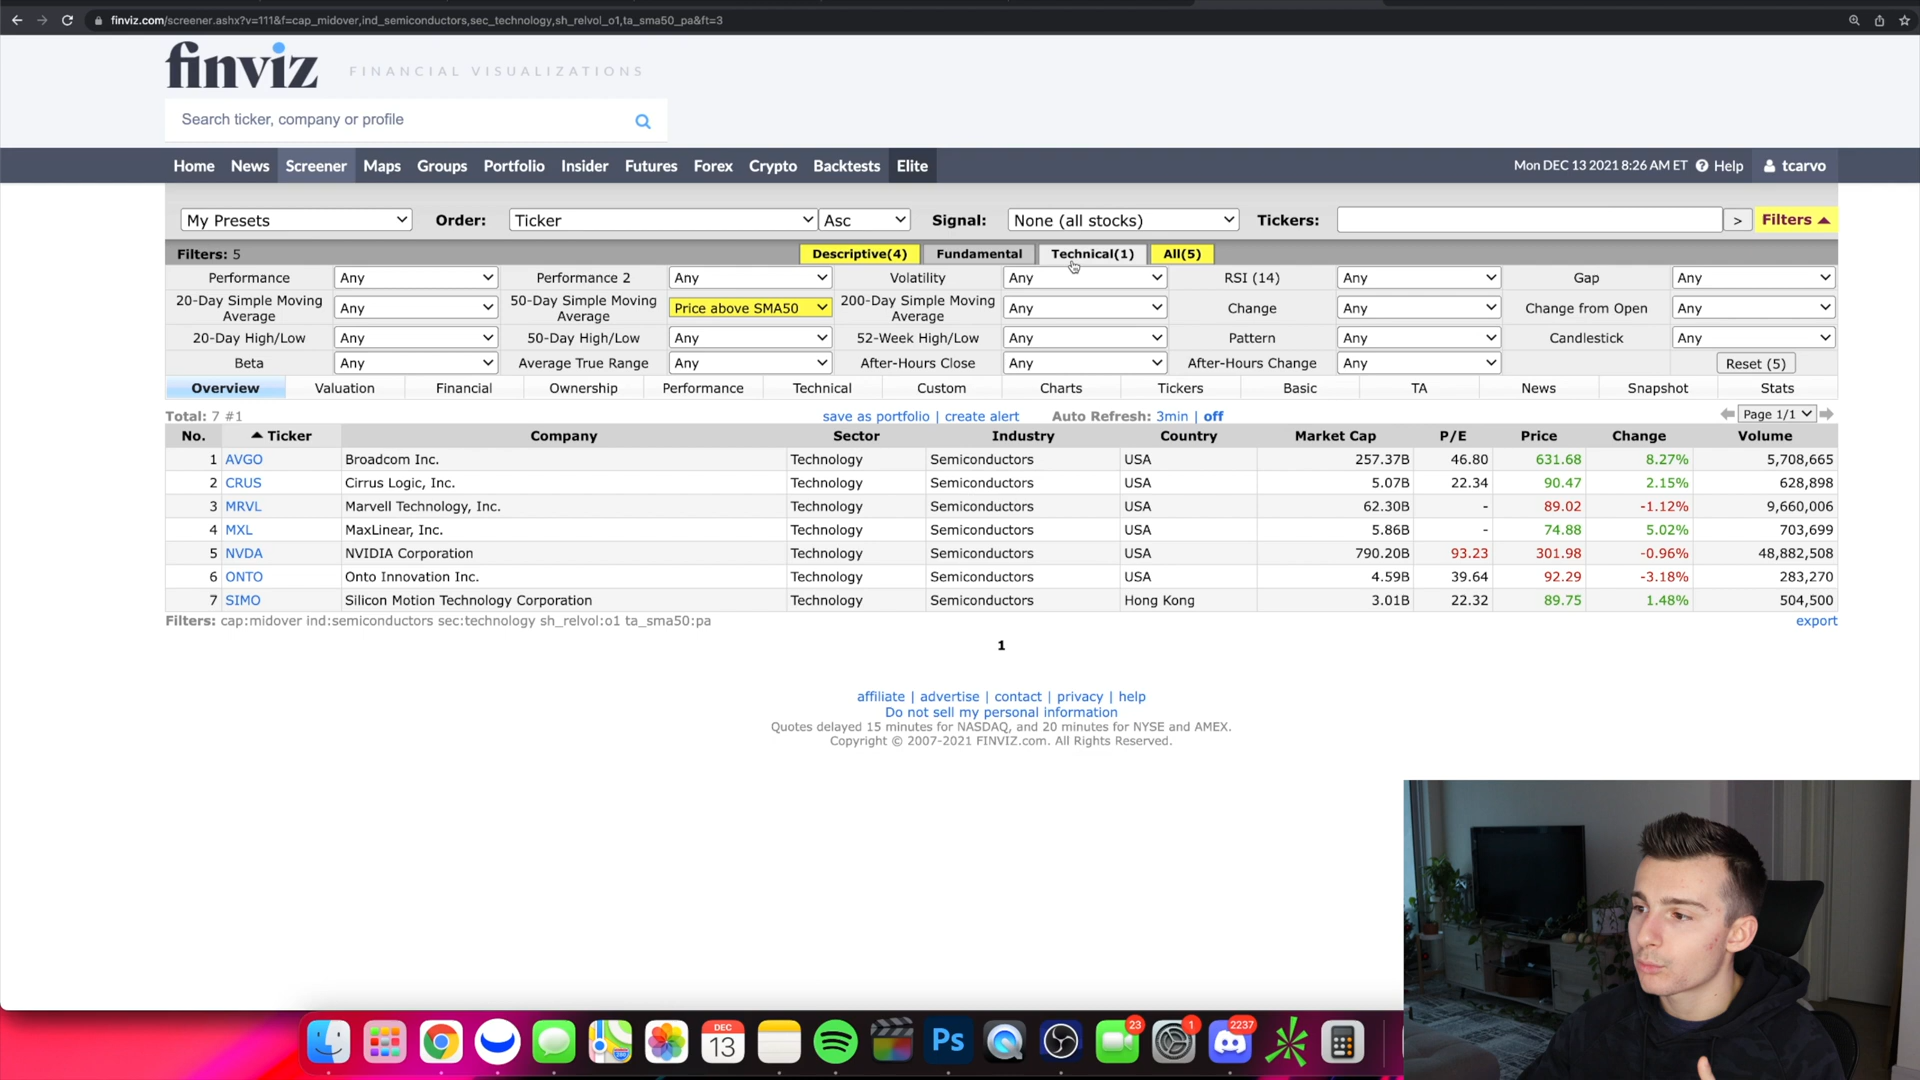 finviz.com/screener.ashx?v=111&f=cap_midover,ind_semiconductors,sec_technology,sh_relvol_o1,ta_sma50_pa&ft=3
finviz FINANCIAL VISUALIZATIONS
Search ticker, company or profile
Home News Screener Maps Groups Portfolio Insider Futures Forex Crypto Backtests Elite Mon DEC 13 2021 8:26 AM ET Help tcarvo
My Presets Order: Ticker Asc Signal: None (all stocks) Tickers: > Filters
Filters: 5 Descriptive(4) Fundamental Technical(1) All(5)
Performance Any Performance 2 Any Volatility Any RSI (14) Any Gap Any
20-Day Simple Moving Average Any 50-Day Simple Moving Average Price above SMA50 200-Day Simple Moving Average Any Change Any Change from Open Any
20-Day High/Low Any 50-Day High/Low Any 52-Week High/Low Any Pattern Any Candlestick Any
Beta Any Average True Range Any After-Hours Close Any After-Hours Change Any Reset (5)
Overview Valuation Financial Ownership Performance Technical Custom Charts Tickers Basic TA News Snapshot Stats
Total: 7 #1 save as portfolio | create alert Auto Refresh: 3min | off Page 1/1
No. Ticker Company Sector Industry Country Market Cap P/E Price Change Volume
1 AVGO Broadcom Inc. Technology Semiconductors USA 257.37B 46.80 631.68 8.27% 5,708,665
2 CRUS Cirrus Logic, Inc. Technology Semiconductors USA 5.07B 22.34 90.47 2.15% 628,898
3 MRVL Marvell Technology, Inc. Technology Semiconductors USA 62.30B - 89.02 -1.12% 9,660,006
4 MXL MaxLinear, Inc. Technology Semiconductors USA 5.86B - 74.88 5.02% 703,699
5 NVDA NVIDIA Corporation Technology Semiconductors USA 790.20B 93.23 301.98 -0.96% 48,882,508
6 ONTO Onto Innovation Inc. Technology Semiconductors USA 4.59B 39.64 92.29 -3.18% 283,270
7 SIMO Silicon Motion Technology Corporation Technology Semiconductors Hong Kong 3.01B 22.32 89.75 1.48% 504,500
Filters: cap:midover ind:semiconductors sec:technology sh_relvol:o1 ta_sma50:pa export
1
affiliate | advertise | contact | privacy | help
Do not sell my personal information
Quotes delayed 15 minutes for NASDAQ, and 20 minutes for NYSE and AMEX.
Copyright © 2007-2021 FINVIZ.com. All Rights Reserved.
DEC 13 Ps 23 1 2237